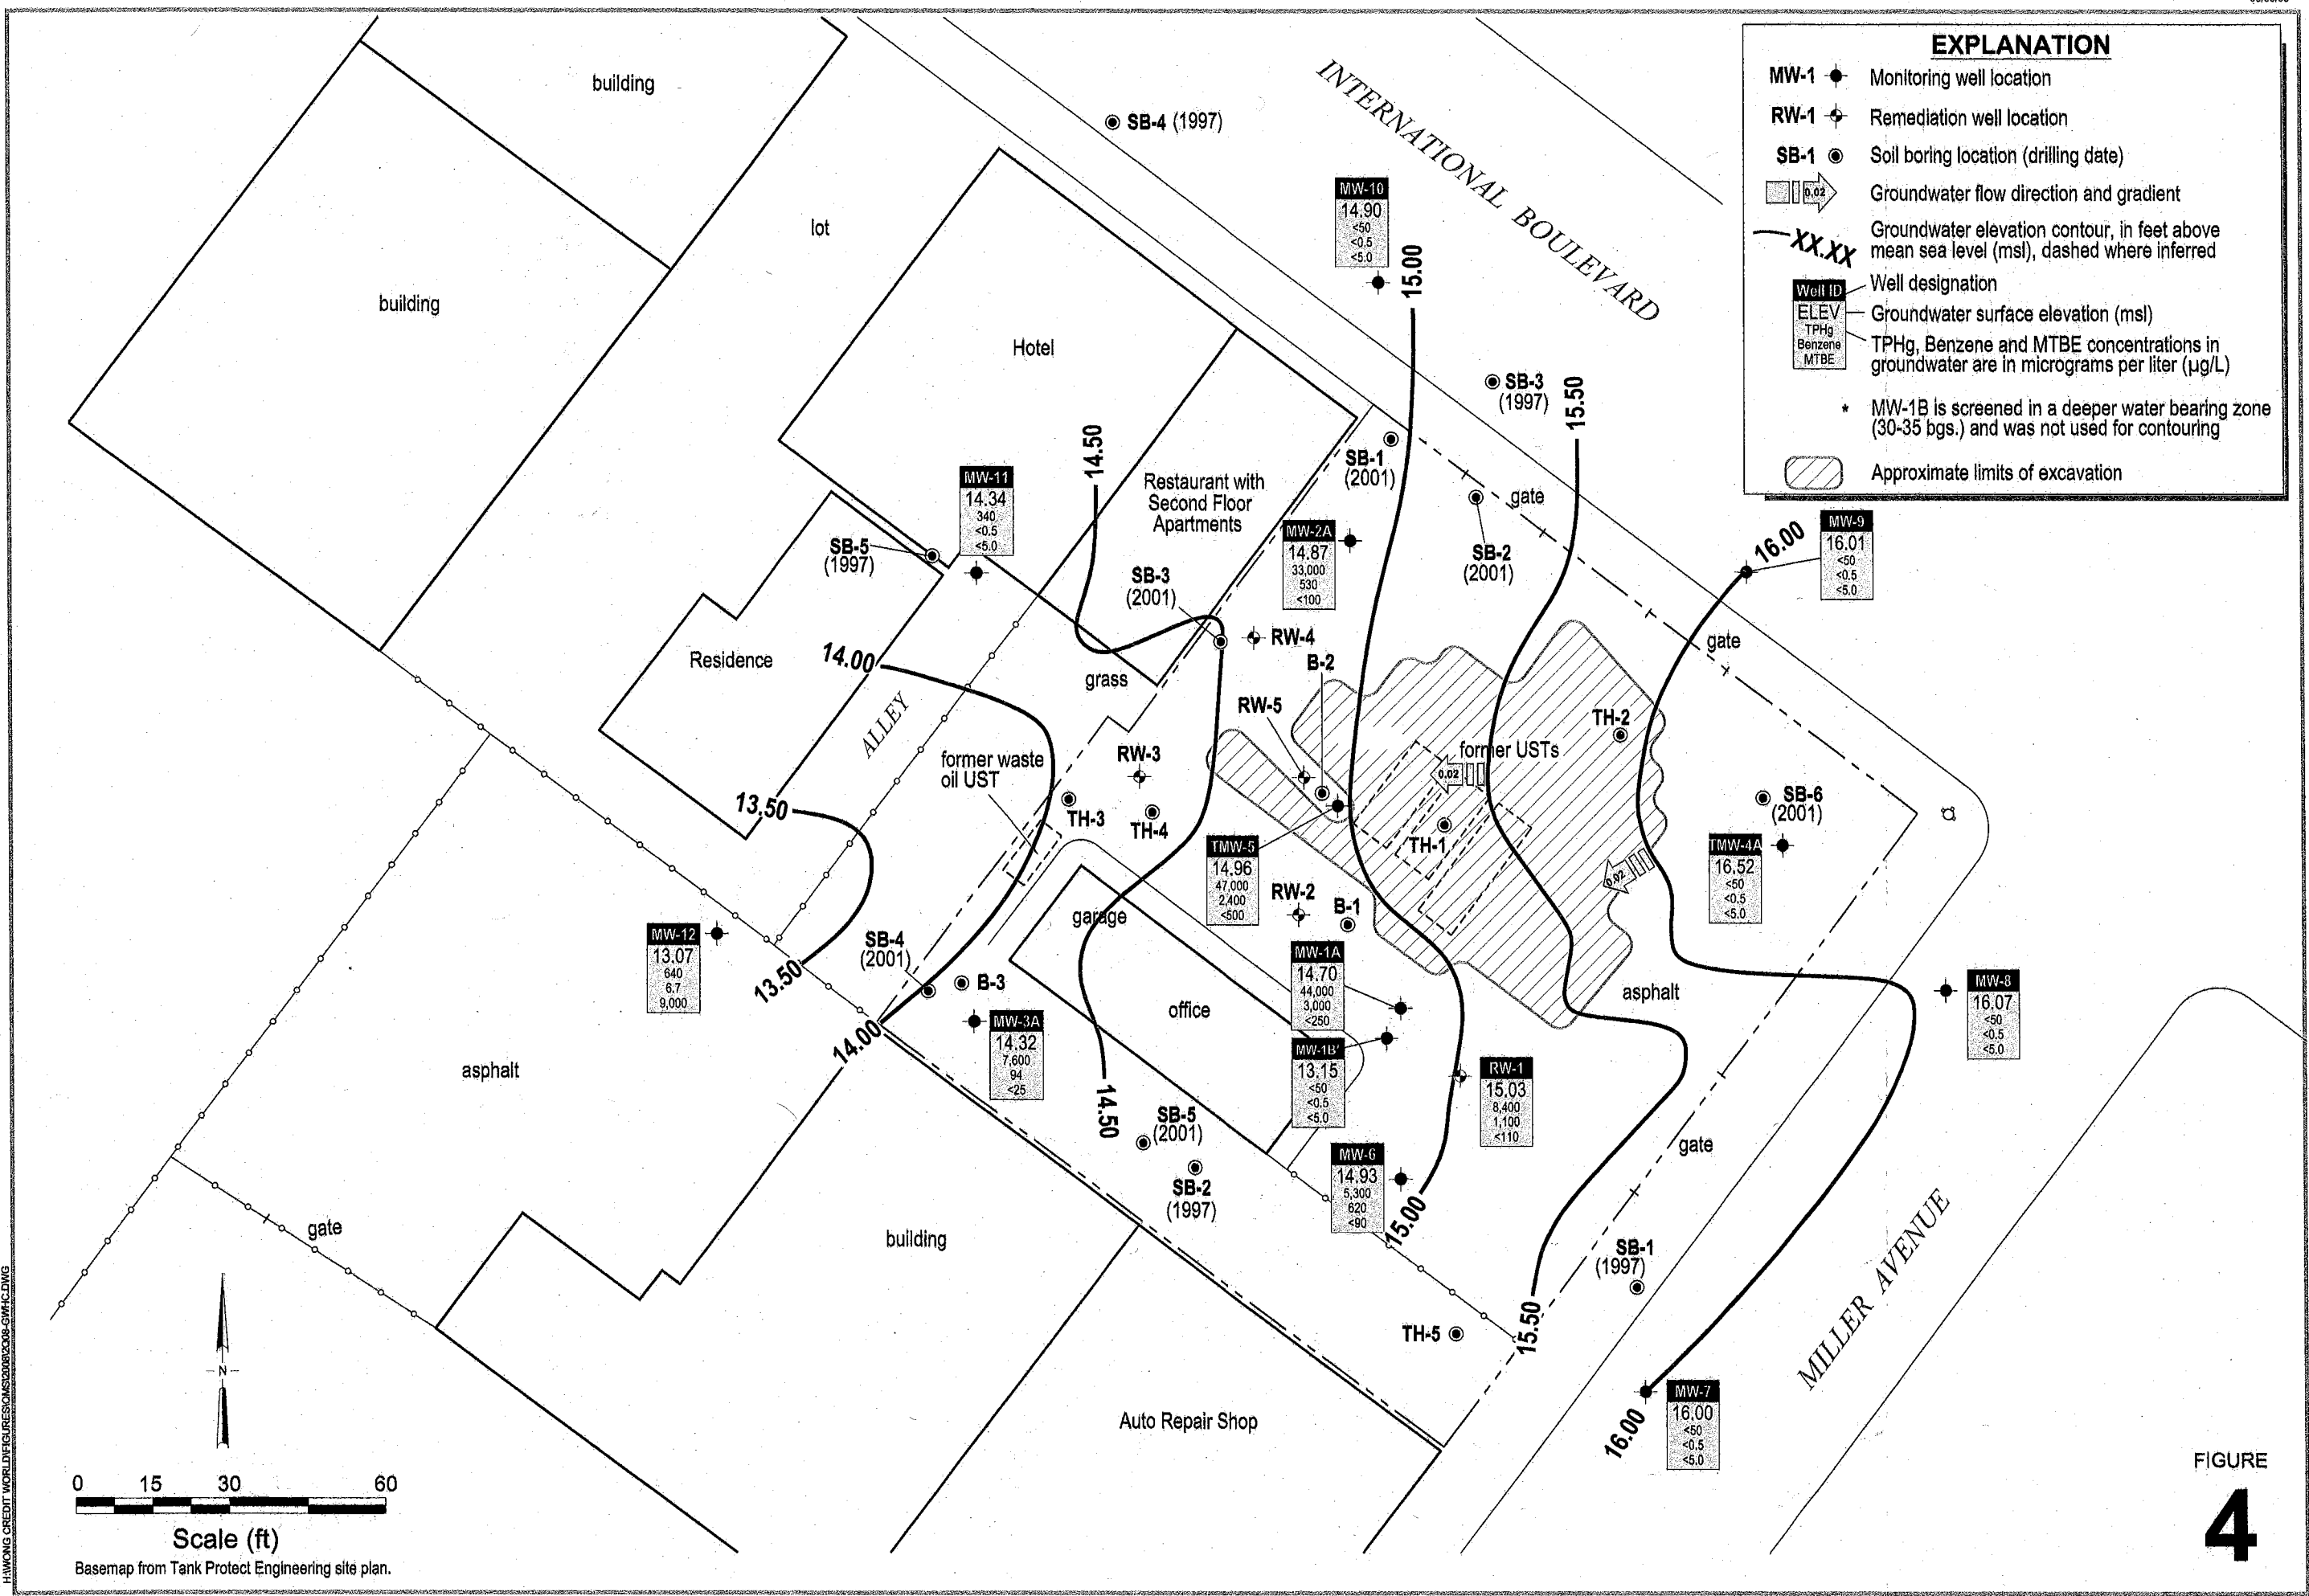 EXPLANATION
MW-1 Monitoring well location
RW-1 Remediation well location
SB-1 Soil boring location (drilling date)
0.02 Groundwater flow direction and gradient
XX.XX Groundwater elevation contour, in feet above
mean sea level (msl), dashed where inferred
Well ID Well designation
ELEV Groundwater surface elevation (msl)
TPHg
Benzene
MTBE
TPHg, Benzene and MTBE concentrations in
groundwater are in micrograms per liter (µg/L)
* MW-1B is screened in a deeper water bearing zone
(30-35 bgs.) and was not used for contouring
Approximate limits of excavation
building
SB-4 (1997)
INTERNATIONAL BOULEVARD
lot
building
Hotel
MW-10
14.90
<50
<0.5
<5.0
15.00
SB-3
(1997)
15.50
14.50
SB-1
(2001)
gate
Restaurant with
Second Floor
Apartments
MW-11
14.34
340
<0.5
<5.0
SB-5
(1997)
MW-2A
14.87
33,000
530
<100
SB-2
(2001)
16.00
MW-9
16.01
<50
<0.5
<5.0
SB-3
(2001)
RW-4
gate
Residence
14.00
grass
B-2
RW-5
ALLEY
TH-2
former waste
oil UST
RW-3
former USTs
0.02
13.50
TH-3
TH-4
TH-1
SB-6
(2001)
TMW-5
14.96
47,000
2,400
<500
TMW-4A
16.52
<50
<0.5
<5.0
0.02
RW-2
B-1
garage
MW-12
13.07
640
6.7
9,000
SB-4
(2001)
13.50
B-3
MW-1A
14.70
44,000
3,000
<250
asphalt
MW-8
16.07
<50
<0.5
<5.0
office
14.00
MW-3A
14.32
7,600
94
<25
MW-1B*
13.15
<50
<0.5
<5.0
asphalt
RW-1
15.03
8,400
1,100
<110
14.50
SB-5
(2001)
gate
MW-6
14.93
5,300
620
<90
SB-2
(1997)
15.00
gate
building
SB-1
(1997)
MILLER AVENUE
TH-5
15.50
N
Auto Repair Shop
MW-7
16.00
<50
<0.5
<5.0
16.00
0 15 30 60
Scale (ft)
Basemap from Tank Protect Engineering site plan.
FIGURE
4
H:\WONG CREDIT WORLD\FIGURES\QMS\2008\2Q08-GWHC.DWG